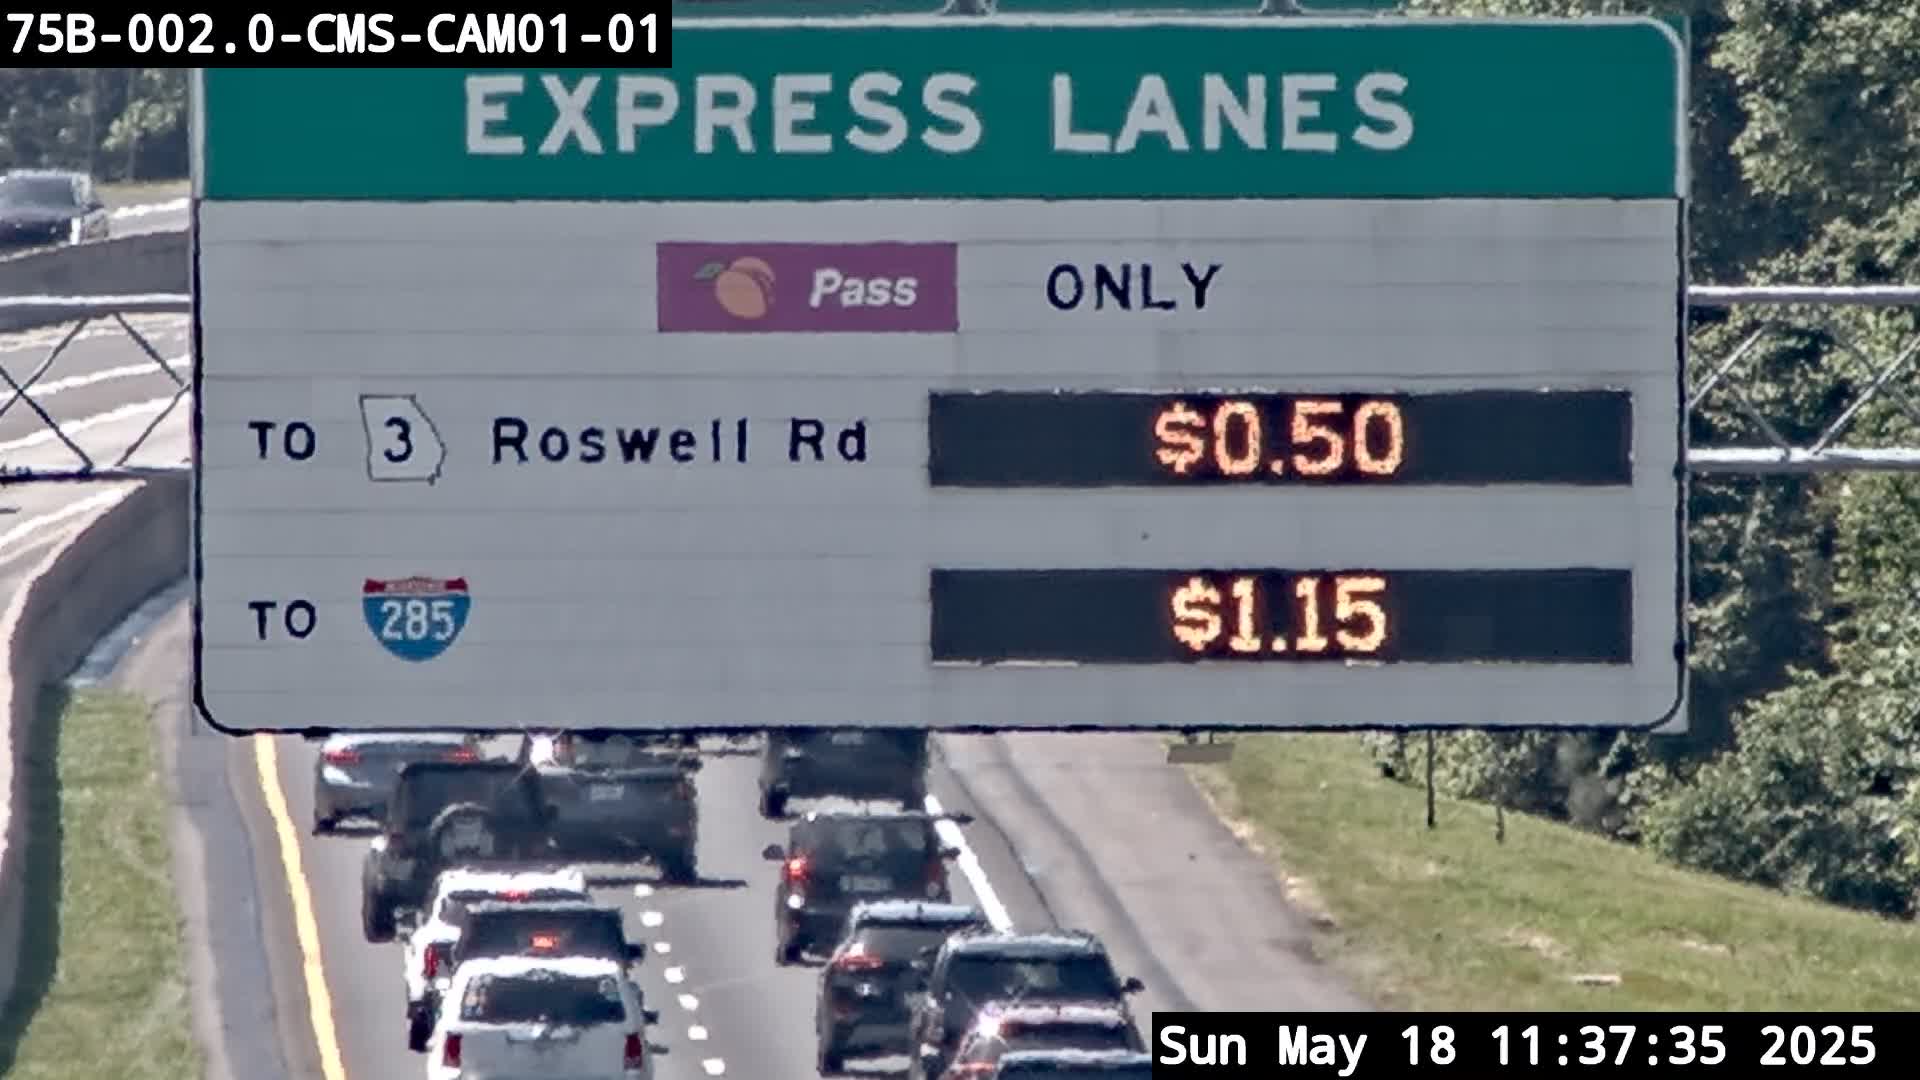 75B-002.0-CMS-CAM01-01
EXPRESS LANES
Pass ONLY
TO 3 Roswell Rd $0.50
TO 285 $1.15
Sun May 18 11:37:35 2025